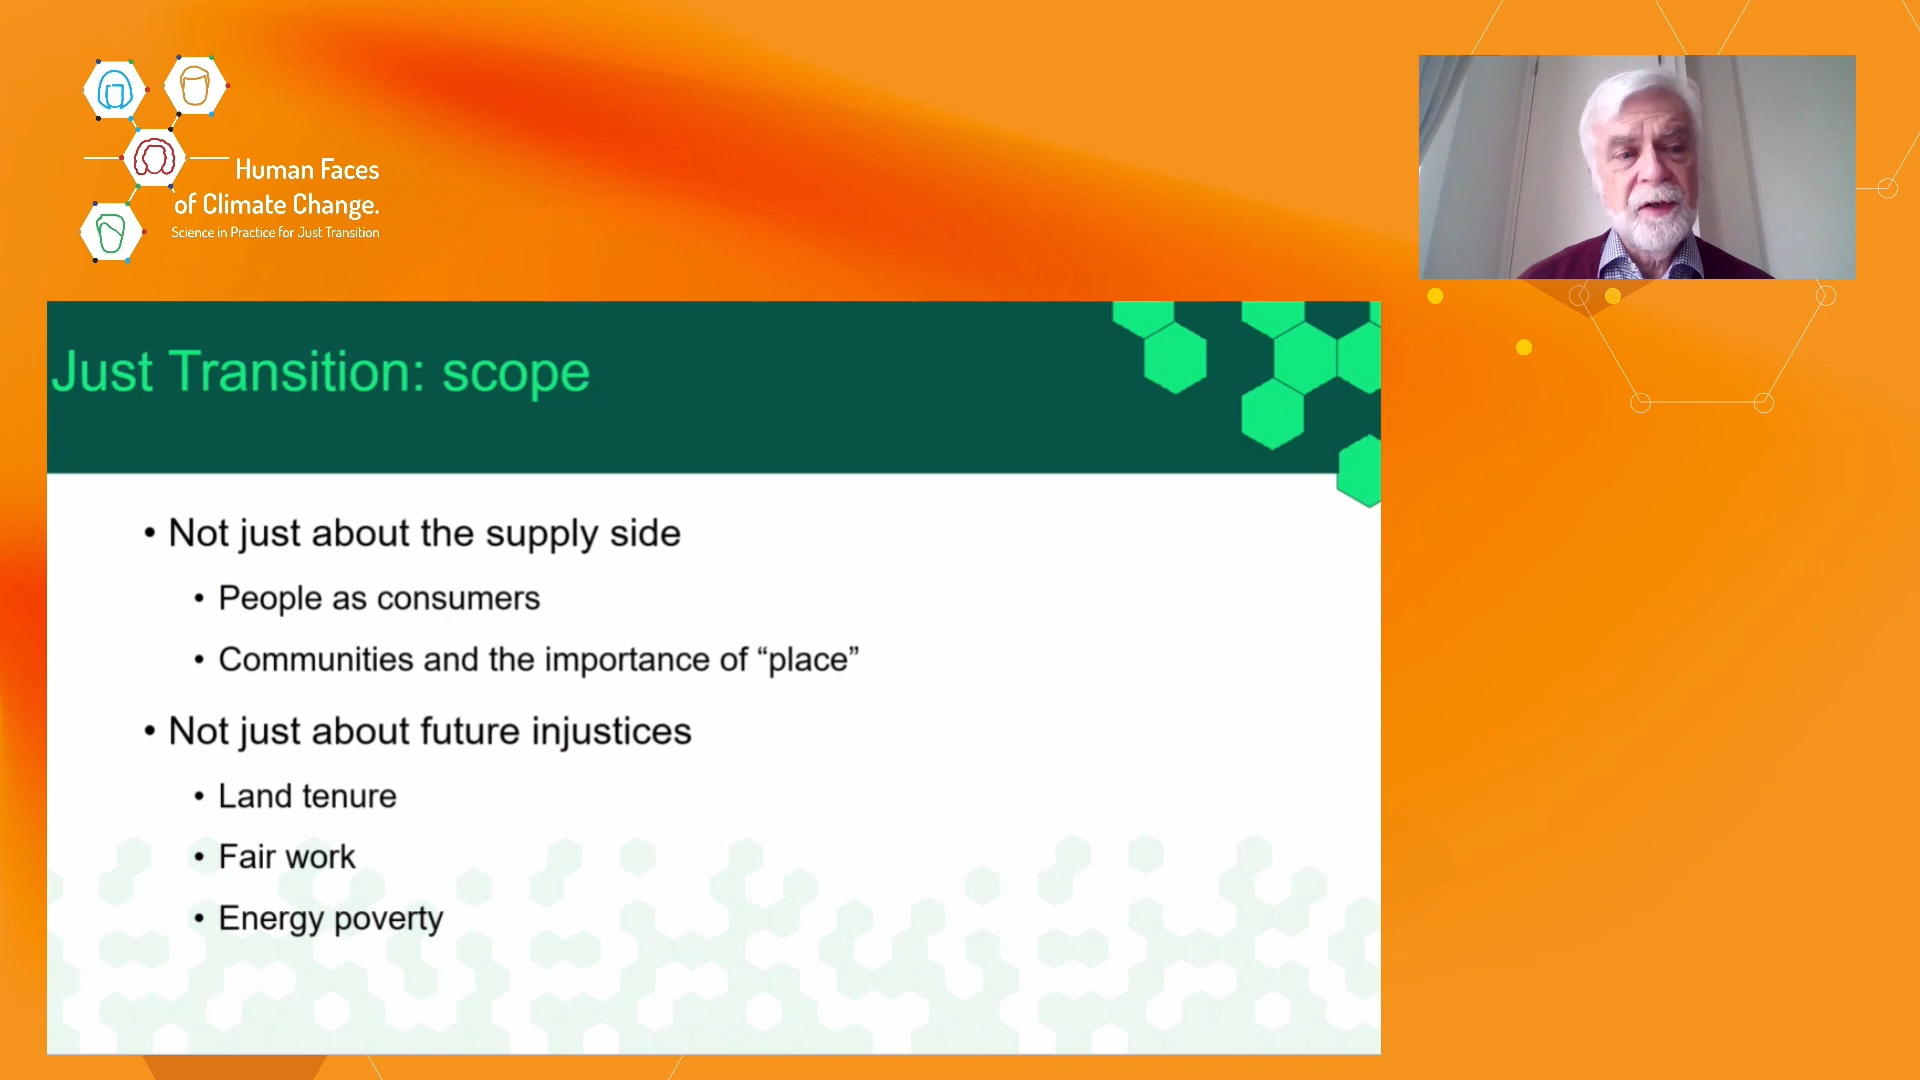 Human Faces
of Climate Change.
Science in Practice for Just Transition
Just Transition: scope
• Not just about the supply side
• People as consumers
• Communities and the importance of “place”
• Not just about future injustices
• Land tenure
• Fair work
• Energy poverty